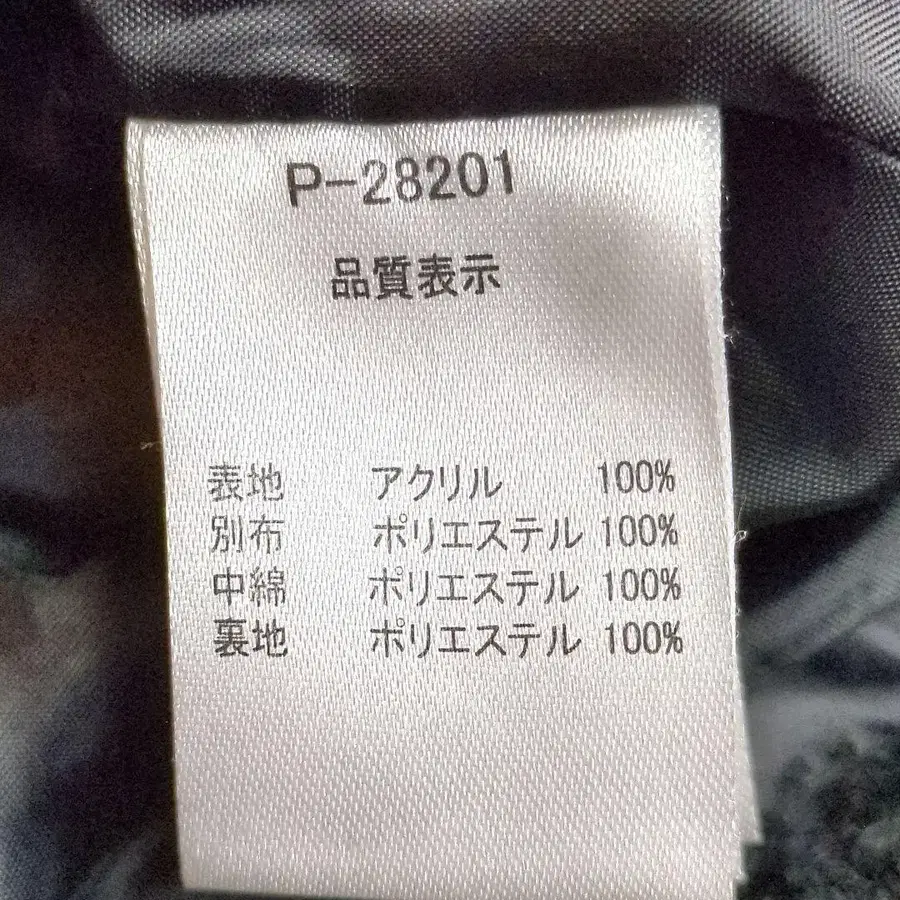 P-28201
品質表示
表地 アクリル 100%
別布 ポリエステル 100%
中綿 ポリエステル 100%
裏地 ポリエステル 100%